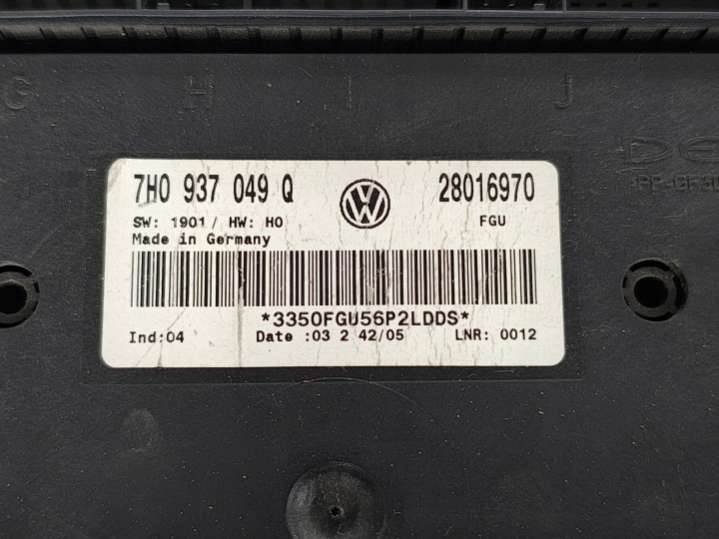 G H I J
7H0 937 049 Q 28016970
SW: 1901/ HW: H0 FGU
Made in Germany
*3350FGU56P2LDDS*
Ind:04 Date :03 2 42/05 LNR: 0012